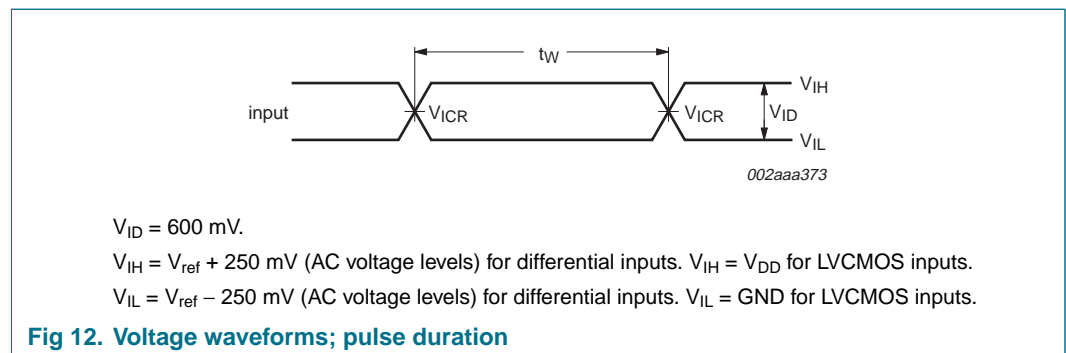 tW
VIH
input VICR VICR VID
VIL
002aaa373
VID = 600 mV.
VIH = Vref + 250 mV (AC voltage levels) for differential inputs. VIH = VDD for LVCMOS inputs.
VIL = Vref − 250 mV (AC voltage levels) for differential inputs. VIL = GND for LVCMOS inputs.
Fig 12. Voltage waveforms; pulse duration